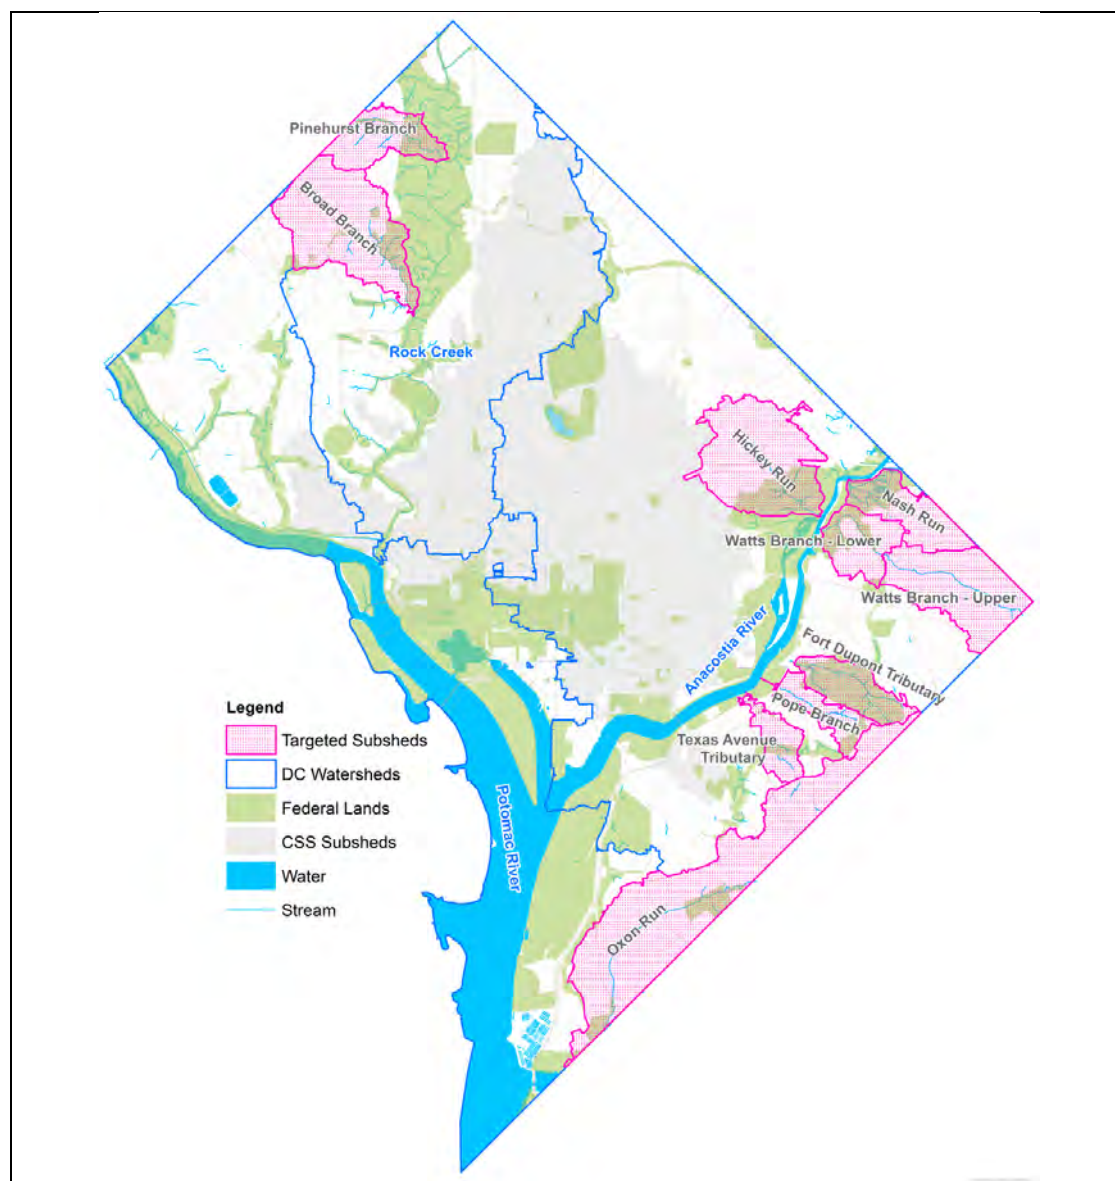 Pinehurst Branch
Broad Branch
Rock Creek
Hickey Run
Nash Run
Watts Branch - Lower
Watts Branch - Upper
Anacostia River
Fort Dupont Tributary
Pope Branch
Texas Avenue
Tributary
Potomac River
Oxon Run
Legend
Targeted Subsheds
DC Watersheds
Federal Lands
CSS Subsheds
Water
Stream